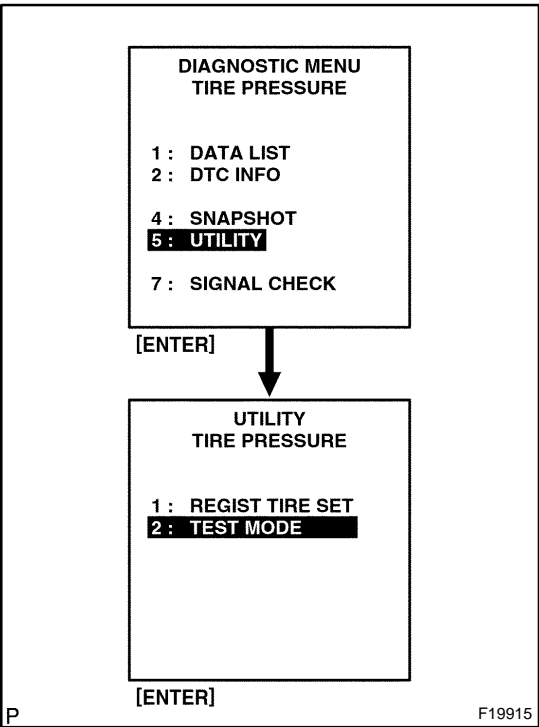 DIAGNOSTIC MENU
TIRE PRESSURE
1 : DATA LIST
2 : DTC INFO
4 : SNAPSHOT
5 : UTILITY
7 : SIGNAL CHECK
[ENTER]
UTILITY
TIRE PRESSURE
1 : REGIST TIRE SET
2 : TEST MODE
[ENTER]
P
F19915